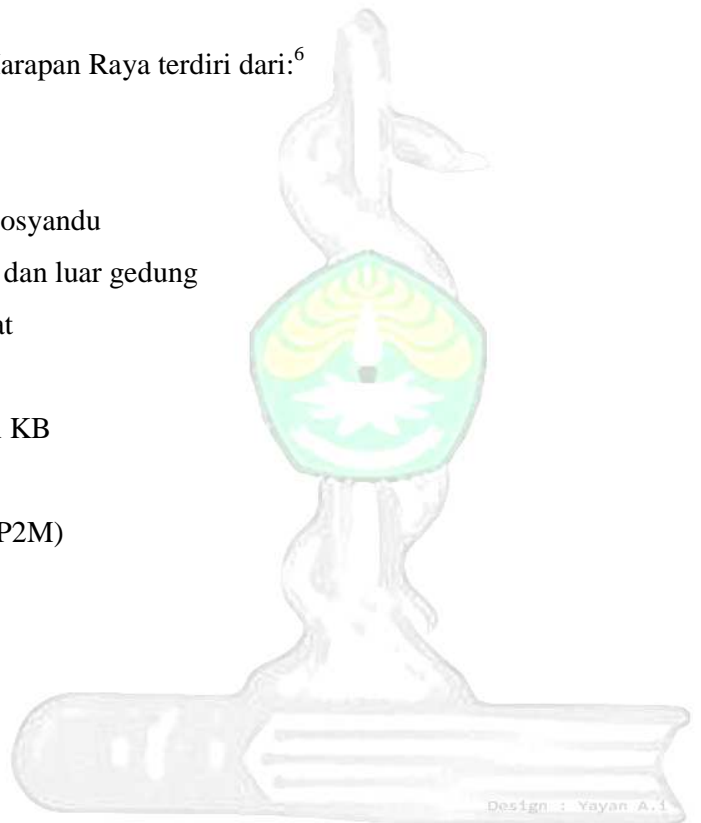 arapan Raya terdiri dari:⁶
osyandu
dan luar gedung
at
KB
P2M)
Design : Yayan A.i